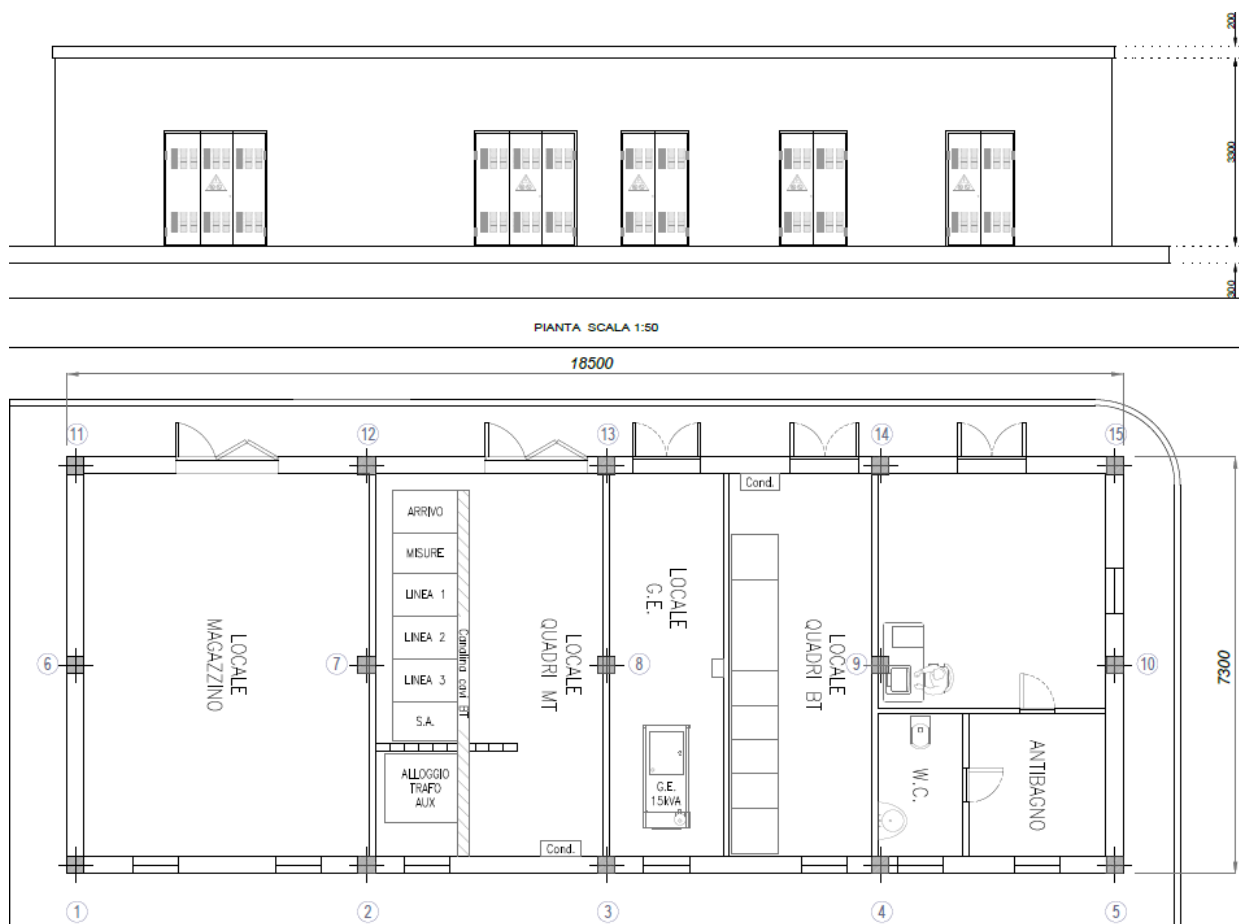 200
3300
300
PIANTA SCALA 1:50
18500
11
12
13
14
15
Cond.
ARRIVO
MISURE
LINEA 1
LINEA 2
LINEA 3
S.A.
Canalina cavi BT
ALLOGGIO
TRAFO
AUX
LOCALE
MAGAZZINO
LOCALE
QUADRI MT
LOCALE
G.E.
LOCALE
QUADRI BT
6
7
8
9
10
7300
G.E.
15kVA
W.C.
ANTIBAGNO
Cond.
1
2
3
4
5